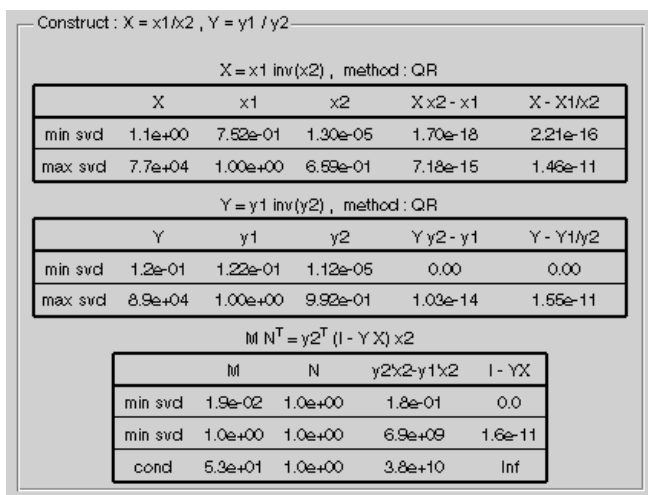 Construct : X = x1/x2 , Y = y1 / y2
X = x1 inv(x2) , method : QR
X x1 x2 X x2 - x1 X - X1/x2
min svd 1.1e+00 7.52e-01 1.30e-05 1.70e-18 2.21e-16
max svd 7.7e+04 1.00e+00 6.59e-01 7.18e-15 1.46e-11
Y = y1 inv(y2) , method : QR
Y y1 y2 Y y2 - y1 Y - Y1/y2
min svd 1.2e-01 1.22e-01 1.12e-05 0.00 0.00
max svd 8.9e+04 1.00e+00 9.92e-01 1.03e-14 1.55e-11
M N^T = y2^T (I - Y X) x2
M N y2'x2-y1'x2 I - YX
min svd 1.9e-02 1.0e+00 1.8e-01 0.0
min svd 1.0e+00 1.0e+00 6.9e+09 1.6e-11
cond 5.3e+01 1.0e+00 3.8e+10 Inf